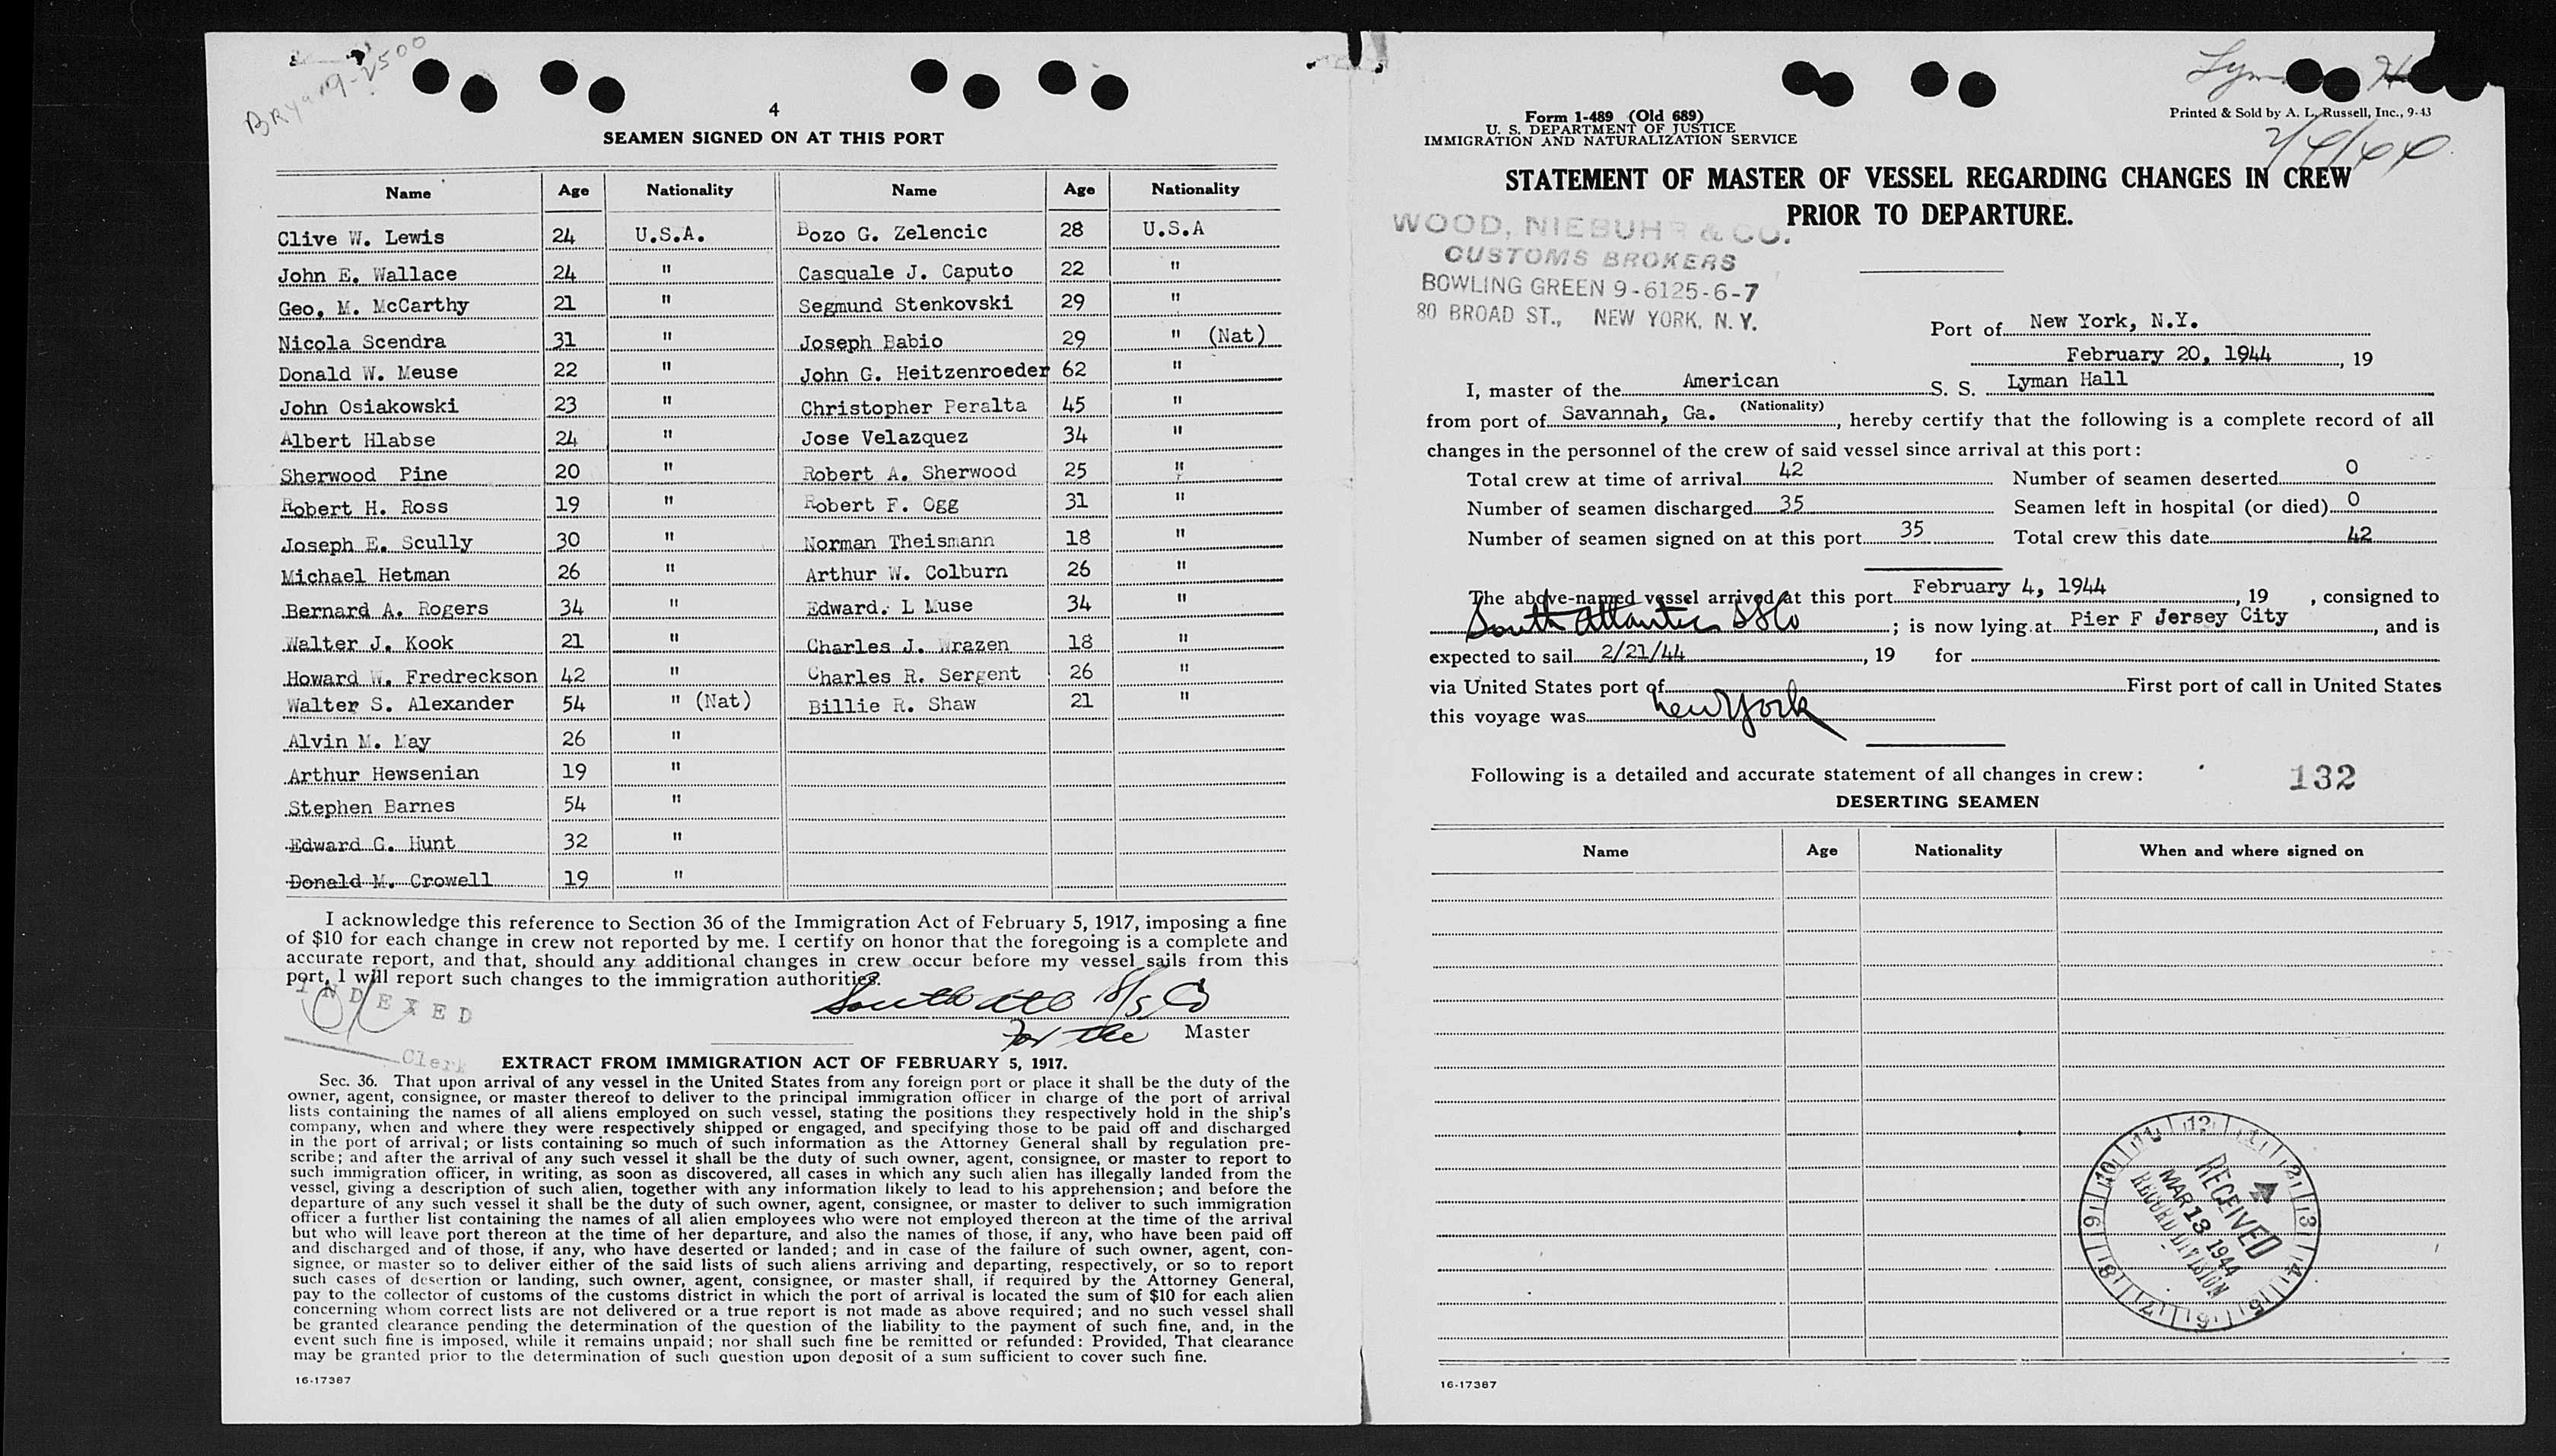 BRyan 9-2500
4
SEAMEN SIGNED ON AT THIS PORT
Name Age Nationality Name Age Nationality
Clive W. Lewis 24 U.S.A. Bozo G. Zelencic 28 U.S.A
John E. Wallace 24 " Casquale J. Caputo 22 "
Geo. M. McCarthy 21 " Segmund Stenkovski 29 "
Nicola Scendra 31 " Joseph Babio 29 " (Nat)
Donald W. Meuse 22 " John G. Heitzenroeder 62 "
John Osiakowski 23 " Christopher Peralta 45 "
Albert Hlabse 24 " Jose Velazquez 34 "
Sherwood Pine 20 " Robert A. Sherwood 25 "
Robert H. Ross 19 " Robert F. Ogg 31 "
Joseph E. Scully 30 " Norman Theismann 18 "
Michael Hetman 26 " Arthur W. Colburn 26 "
Bernard A. Rogers 34 " Edward. L Muse 34 "
Walter J. Kook 21 " Charles J. Wrazen 18 "
Howard W. Fredreckson 42 " Charles R. Sergent 26 "
Walter S. Alexander 54 " (Nat) Billie R. Shaw 21 "
Alvin M. May 26 "
Arthur Hewsenian 19 "
Stephen Barnes 54 "
Edward G. Hunt 32 "
Donald M. Crowell 19 "
I acknowledge this reference to Section 36 of the Immigration Act of February 5, 1917, imposing a fine
of $10 for each change in crew not reported by me. I certify on honor that the foregoing is a complete and
accurate report, and that, should any additional changes in crew occur before my vessel sails from this
port, I will report such changes to the immigration authorities.
INDEXED
South Atl S/S Co
For the Master
Clerk
EXTRACT FROM IMMIGRATION ACT OF FEBRUARY 5, 1917.
Sec. 36. That upon arrival of any vessel in the United States from any foreign port or place it shall be the duty of the
owner, agent, consignee, or master thereof to deliver to the principal immigration officer in charge of the port of arrival
lists containing the names of all aliens employed on such vessel, stating the positions they respectively hold in the ship's
company, when and where they were respectively shipped or engaged, and specifying those to be paid off and discharged
in the port of arrival; or lists containing so much of such information as the Attorney General shall by regulation pre-
scribe; and after the arrival of any such vessel it shall be the duty of such owner, agent, consignee, or master to report to
such immigration officer, in writing, as soon as discovered, all cases in which any such alien has illegally landed from the
vessel, giving a description of such alien, together with any information likely to lead to his apprehension; and before the
departure of any such vessel it shall be the duty of such owner, agent, consignee, or master to deliver to such immigration
officer a further list containing the names of all alien employees who were not employed thereon at the time of the arrival
but who will leave port thereon at the time of her departure, and also the names of those, if any, who have been paid off
and discharged and of those, if any, who have deserted or landed; and in case of the failure of such owner, agent, con-
signee, or master so to deliver either of the said lists of such aliens arriving and departing, respectively, or so to report
such cases of desertion or landing, such owner, agent, consignee, or master shall, if required by the Attorney General,
pay to the collector of customs of the customs district in which the port of arrival is located the sum of $10 for each alien
concerning whom correct lists are not delivered or a true report is not made as above required; and no such vessel shall
be granted clearance pending the determination of the question of the liability to the payment of such fine, and, in the
event such fine is imposed, while it remains unpaid; nor shall such fine be remitted or refunded: Provided, That clearance
may be granted prior to the determination of such question upon deposit of a sum sufficient to cover such fine.
16-17387
Form 1-489 (Old 689)
U. S. DEPARTMENT OF JUSTICE
IMMIGRATION AND NATURALIZATION SERVICE
Printed & Sold by A. L. Russell, Inc., 9-43
2/4/44
STATEMENT OF MASTER OF VESSEL REGARDING CHANGES IN CREW
PRIOR TO DEPARTURE.
WOOD, NIEBUHR & CO.
CUSTOMS BROKERS
BOWLING GREEN 9-6125-6-7
80 BROAD ST., NEW YORK, N. Y.
Port of New York, N.Y.
February 20, 1944, 19
I, master of the American S. S. Lyman Hall
(Nationality)
from port of Savannah, Ga., hereby certify that the following is a complete record of all
changes in the personnel of the crew of said vessel since arrival at this port:
Total crew at time of arrival 42 Number of seamen deserted 0
Number of seamen discharged 35 Seamen left in hospital (or died) 0
Number of seamen signed on at this port 35 Total crew this date 42
The above-named vessel arrived at this port February 4, 1944, 19 , consigned to
South Atlantic SS Co; is now lying at Pier F Jersey City, and is
expected to sail 2/21/44, 19 for
via United States port of First port of call in United States
this voyage was New York
Following is a detailed and accurate statement of all changes in crew:
132
DESERTING SEAMEN
Name Age Nationality When and where signed on
12 1 2 3 4 5 6 7 8 9 10 11
RECEIVED
MAR 13 1944
RECORD DIVISION
16-17387